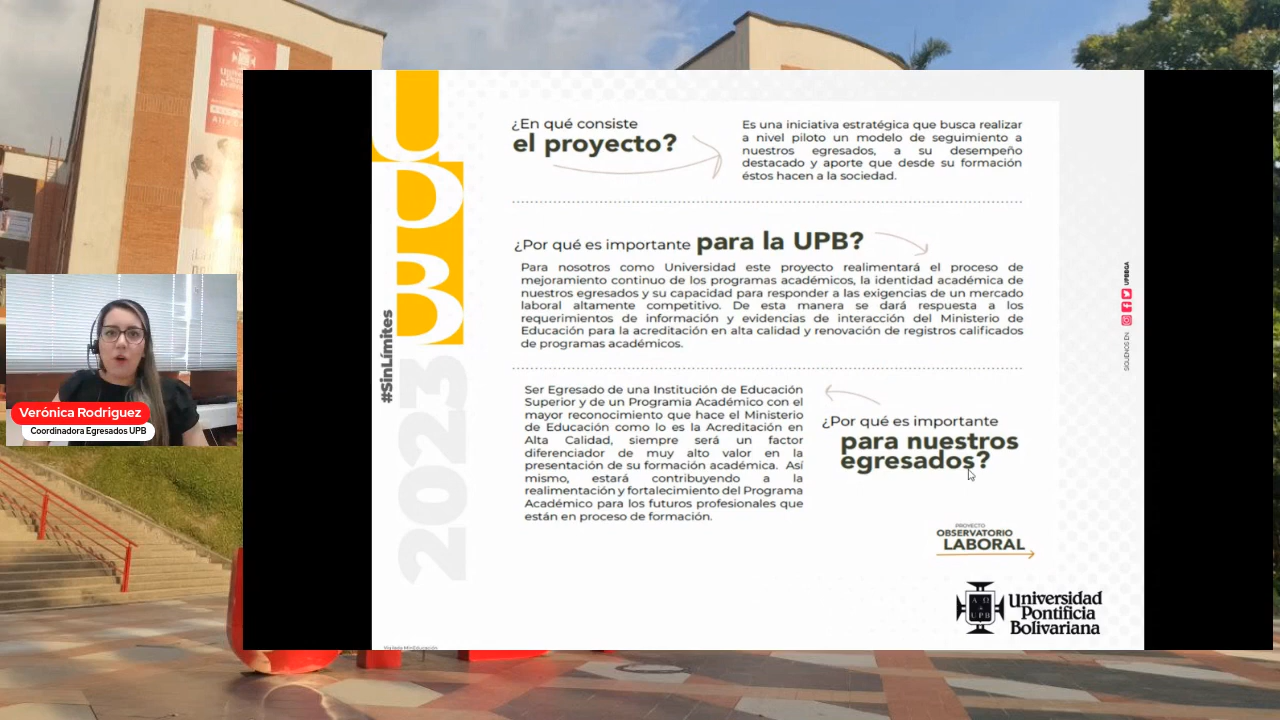 UPB
#SinLímites
2023
¿En qué consiste
el proyecto?
Es una iniciativa estratégica que busca realizar
a nivel piloto un modelo de seguimiento a
nuestros egresados, a su desempeño
destacado y aporte que desde su formación
éstos hacen a la sociedad.
¿Por qué es importante para la UPB?
Para nosotros como Universidad este proyecto realimentará el proceso de
mejoramiento continuo de los programas académicos, la identidad académica de
nuestros egresados y su capacidad para responder a las exigencias de un mercado
laboral altamente competitivo. De esta manera se dará respuesta a los
requerimientos de información y evidencias de interacción del Ministerio de
Educación para la acreditación en alta calidad y renovación de registros calificados
de programas académicos.
Ser Egresado de una Institución de Educación
Superior y de un Programia Académico con el
mayor reconocimiento que hace el Ministerio
de Educación como lo es la Acreditación en
Alta Calidad, siempre será un factor
diferenciador de muy alto valor en la
presentación de su formación académica. Así
mismo, estará contribuyendo a la
realimentación y fortalecimiento del Programa
Académico para los futuros profesionales que
están en proceso de formación.
¿Por qué es importante
para nuestros
egresados?
PROYECTO
OBSERVATORIO
LABORAL
A Ω
UPB
Universidad
Pontificia
Bolivariana
SÍGUENOS EN:
UPBBGA
Vigilada MinEducación
Verónica Rodriguez
Coordinadora Egresados UPB